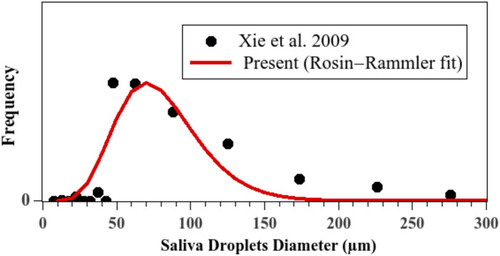 Xie et al. 2009
Present (Rosin−Rammler fit)
Frequency
0
0 50 100 150 200 250 300
Saliva Droplets Diameter (µm)